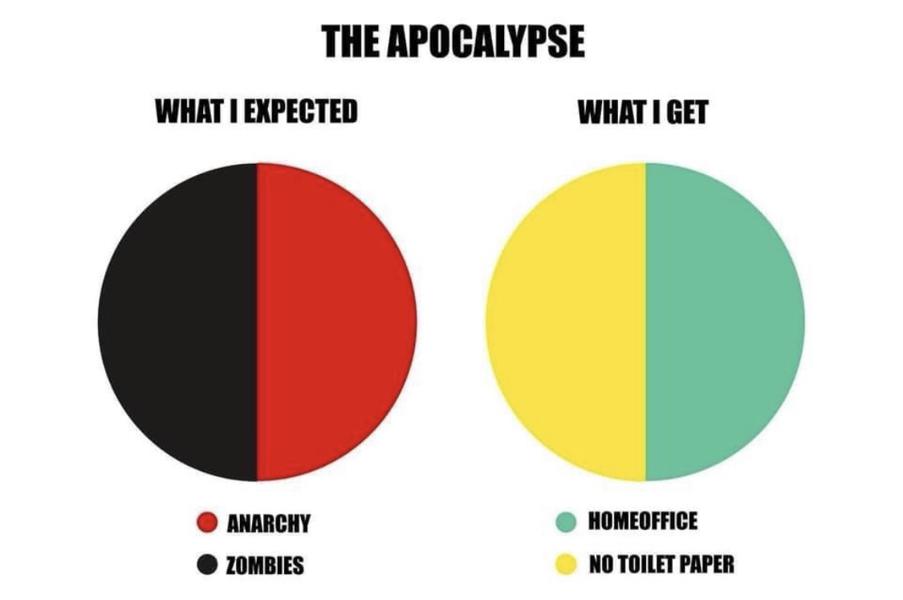 THE APOCALYPSE
WHAT I EXPECTED
WHAT I GET
ANARCHY
ZOMBIES
HOMEOFFICE
NO TOILET PAPER